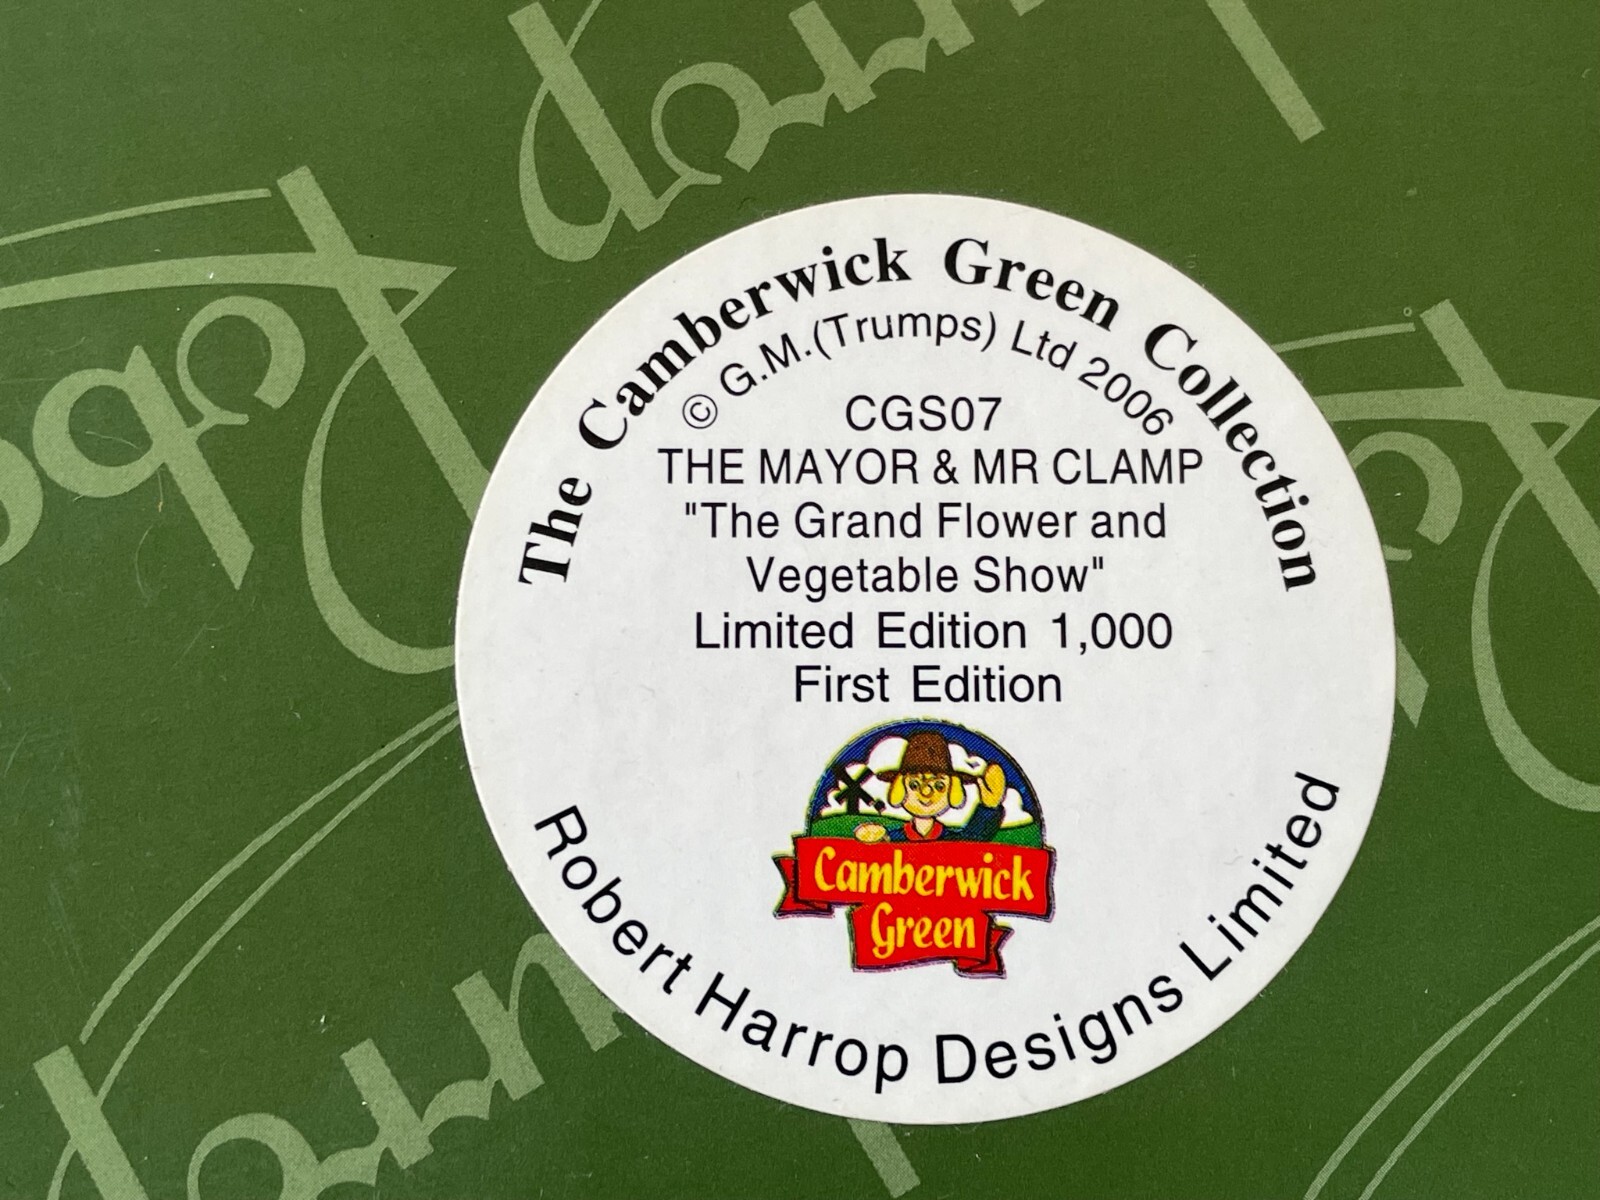 The Camberwick Green Collection
© G.M.(Trumps) Ltd 2006
CGS07
THE MAYOR & MR CLAMP
"The Grand Flower and
Vegetable Show"
Limited Edition 1,000
First Edition
Camberwick
Green
Robert Harrop Designs Limited